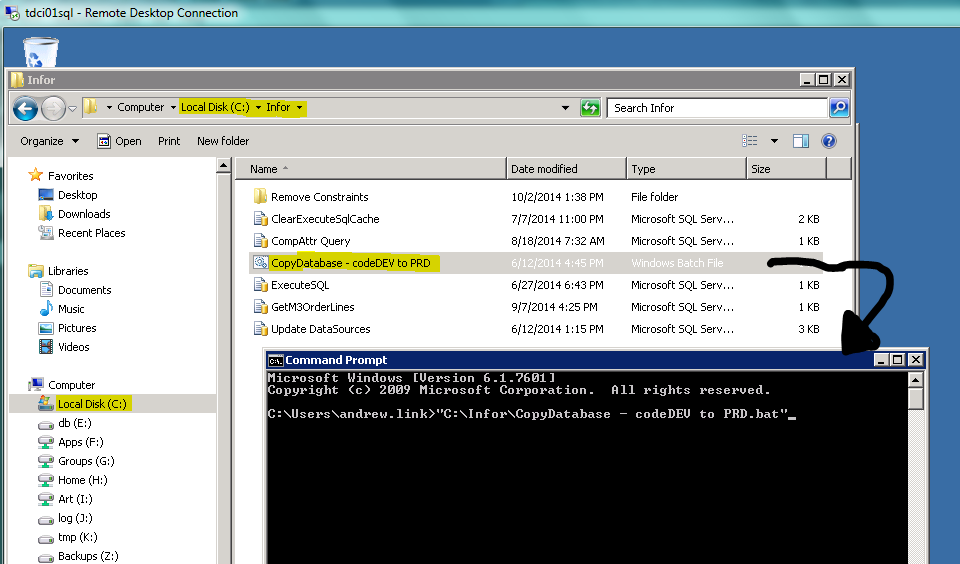 tdci01sql - Remote Desktop Connection
Infor
Computer Local Disk (C:) Infor
Search Infor
Organize Open Print New folder
Name Date modified Type Size
Favorites
Desktop
Downloads
Recent Places
Libraries
Documents
Music
Pictures
Videos
Computer
Local Disk (C:)
db (E:)
Apps (F:)
Groups (G:)
Home (H:)
Art (I:)
log (J:)
tmp (K:)
Backups (Z:)
Remove Constraints 10/2/2014 1:38 PM File folder
ClearExecuteSqlCache 7/7/2014 11:00 PM Microsoft SQL Serv... 2 KB
CompAttr Query 8/18/2014 7:32 AM Microsoft SQL Serv... 1 KB
CopyDatabase - codeDEV to PRD 6/12/2014 4:45 PM Windows Batch File
ExecuteSQL 6/27/2014 6:43 PM Microsoft SQL Serv... 1 KB
GetM3OrderLines 9/7/2014 4:25 PM Microsoft SQL Serv... 1 KB
Update DataSources 6/12/2014 1:15 PM Microsoft SQL Serv... 3 KB
Command Prompt
Microsoft Windows [Version 6.1.7601]
Copyright (c) 2009 Microsoft Corporation. All rights reserved.
C:\Users\andrew.link>"C:\Infor\CopyDatabase - codeDEV to PRD.bat"_